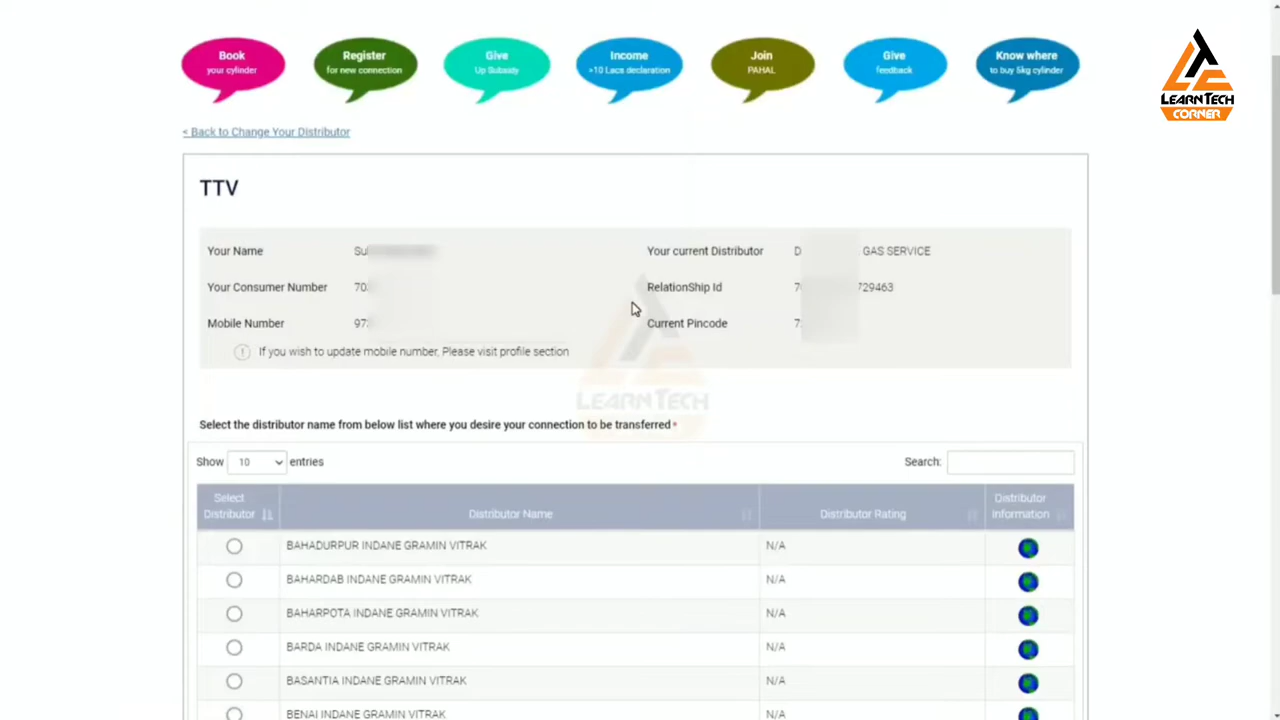 Book
your cylinder
Register
for new connection
Give
Up Subsidy
Income
>10 Lacs declaration
Join
PAHAL
Give
feedback
Know where
to buy 5kg cylinder
LEARNTECH
CORNER
< Back to Change Your Distributor
TTV
Your Name
Your current Distributor GAS SERVICE
Your Consumer Number
RelationShip Id 729463
Mobile Number
Current Pincode
If you wish to update mobile number, Please visit profile section
LEARNTECH
Select the distributor name from below list where you desire your connection to be transferred*
Show 10 entries Search:
Select Distributor
Distributor Name
Distributor Rating
Distributor Information
BAHADURPUR INDANE GRAMIN VITRAK N/A
BAHARDAB INDANE GRAMIN VITRAK N/A
BAHARPOTA INDANE GRAMIN VITRAK N/A
BARDA INDANE GRAMIN VITRAK N/A
BASANTIA INDANE GRAMIN VITRAK N/A
BENAI INDANE GRAMIN VITRAK N/A